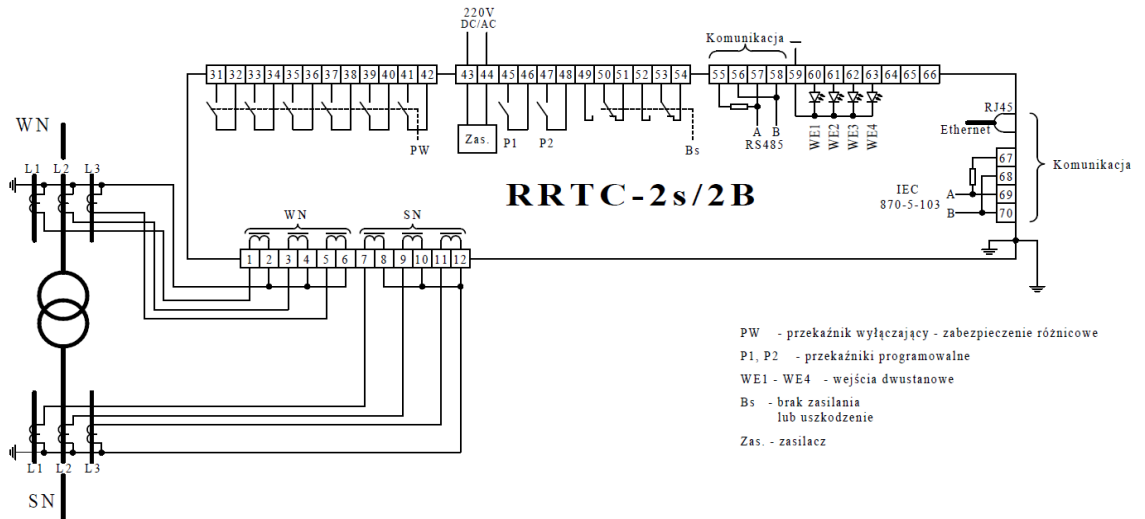 220V
DC/AC
Komunikacja
31 32 33 34 35 36 37 38 39 40 41 42
43 44 45 46 47 48 49 50 51 52 53 54
55 56 57 58 59 60 61 62 63 64 65 66
PW
Zas.
P1
P2
Bs
A B
RS485
WE1
WE2
WE3
WE4
RJ45
Ethernet
67
68
69
70
Komunikacja
IEC
870-5-103
A
B
RRTC-2s/2B
WN
L1 L2 L3
WN
SN
1 2 3 4 5 6 7 8 9 10 11 12
L1 L2 L3
SN
PW - przekaźnik wyłączający - zabezpieczenie różnicowe
P1, P2 - przekaźniki programowalne
WE1 - WE4 - wejścia dwustanowe
Bs - brak zasilania
lub uszkodzenie
Zas. - zasilacz